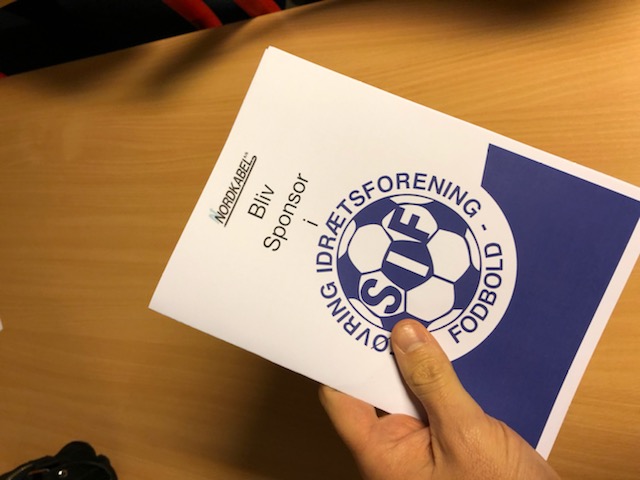 NORDKABEL A/S
Bliv
Sponsor
i
ØVRING IDRÆTSFORENING - FODBOLD
SIF